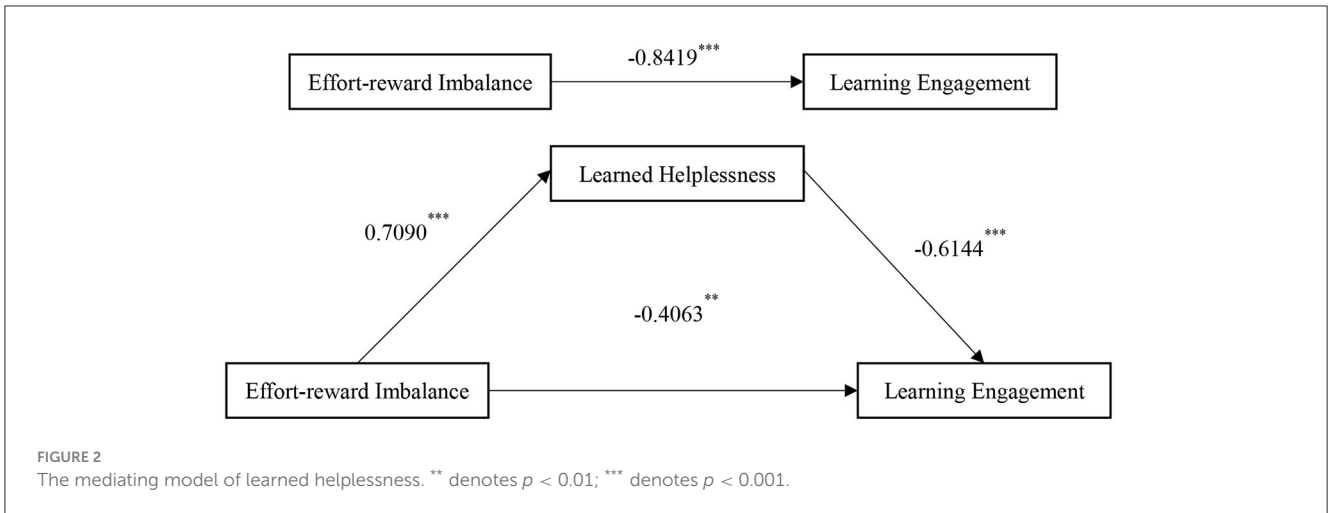 -0.8419***
Effort-reward Imbalance Learning Engagement
Learned Helplessness
0.7090***
-0.6144***
-0.4063**
Effort-reward Imbalance Learning Engagement
FIGURE 2
The mediating model of learned helplessness. ** denotes p < 0.01; *** denotes p < 0.001.